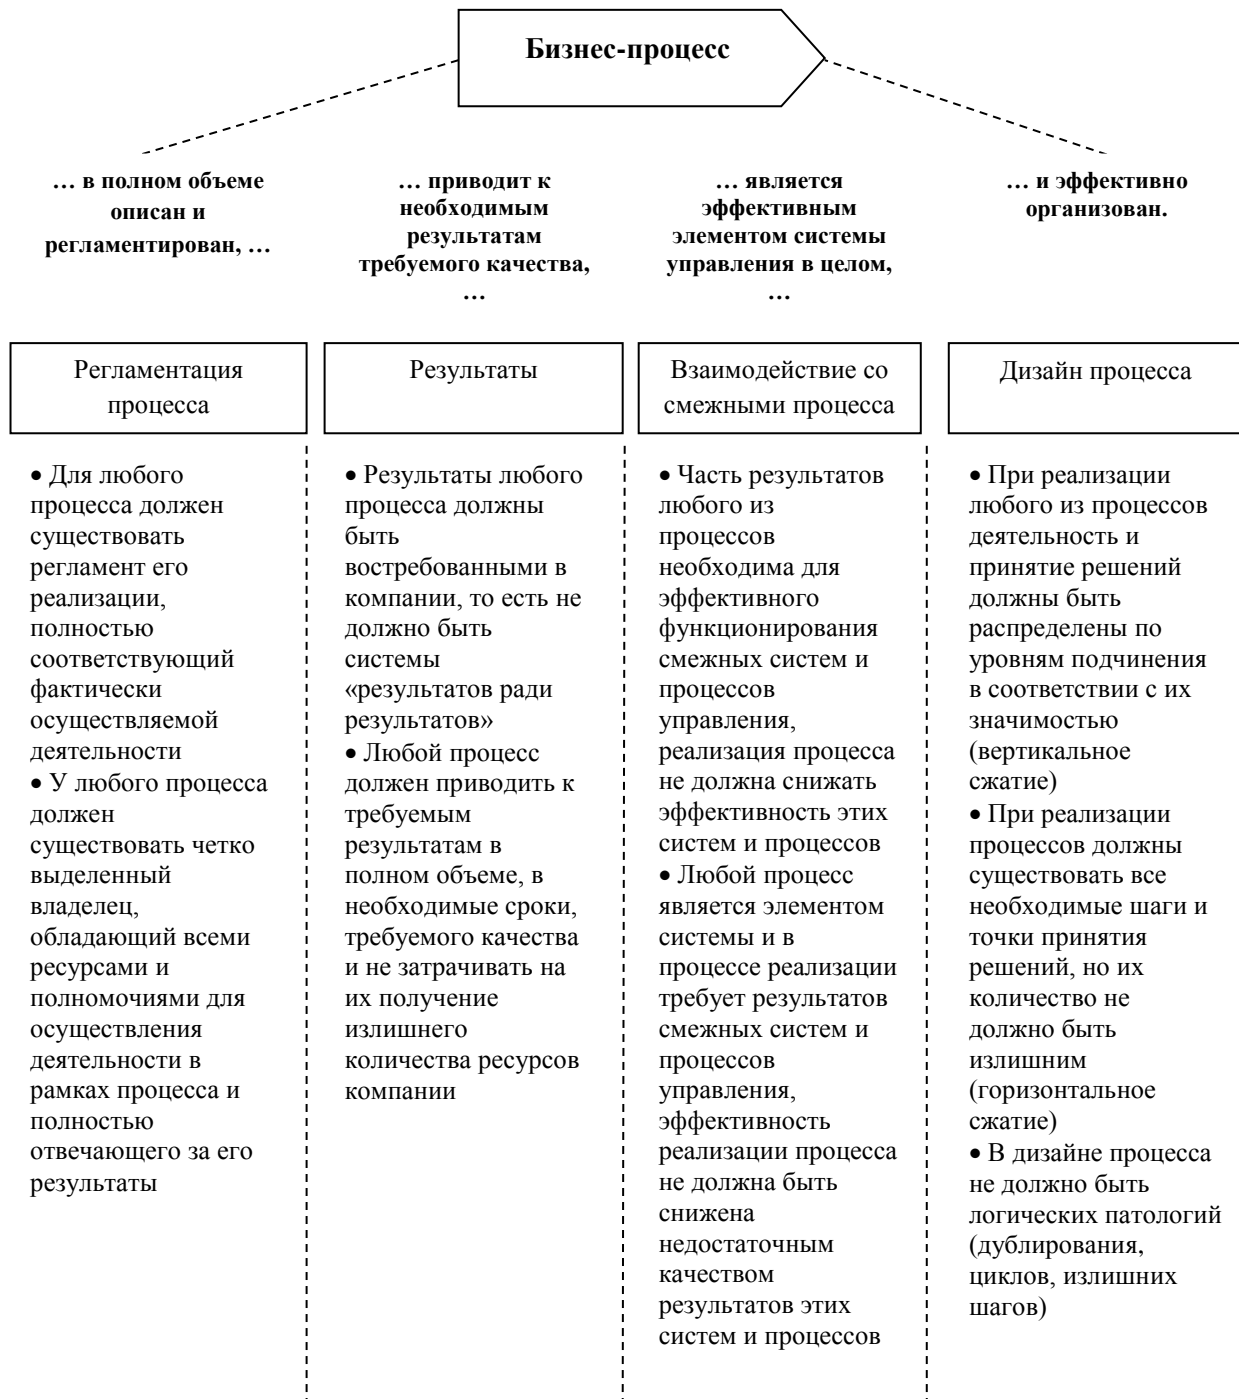 Бизнес-процесс
… в полном объеме
описан и
регламентирован, …
… приводит к
необходимым
результатам
требуемого качества,
…
… является
эффективным
элементом системы
управления в целом,
…
… и эффективно
организован.
Регламентация
процесса
Результаты
Взаимодействие со
смежными процесса
Дизайн процесса
• Для любого
процесса должен
существовать
регламент его
реализации,
полностью
соответствующий
фактически
осуществляемой
деятельности
• У любого процесса
должен
существовать четко
выделенный
владелец,
обладающий всеми
ресурсами и
полномочиями для
осуществления
деятельности в
рамках процесса и
полностью
отвечающего за его
результаты
• Результаты любого
процесса должны
быть
востребованными в
компании, то есть не
должно быть
системы
«результатов ради
результатов»
• Любой процесс
должен приводить к
требуемым
результатам в
полном объеме, в
необходимые сроки,
требуемого качества
и не затрачивать на
их получение
излишнего
количества ресурсов
компании
• Часть результатов
любого из
процессов
необходима для
эффективного
функционирования
смежных систем и
процессов
управления,
реализация процесса
не должна снижать
эффективность этих
систем и процессов
• Любой процесс
является элементом
системы и в
процессе реализации
требует результатов
смежных систем и
процессов
управления,
эффективность
реализации процесса
не должна быть
снижена
недостаточным
качеством
результатов этих
систем и процессов
• При реализации
любого из процессов
деятельность и
принятие решений
должны быть
распределены по
уровням подчинения
в соответствии с их
значимостью
(вертикальное
сжатие)
• При реализации
процессов должны
существовать все
необходимые шаги и
точки принятия
решений, но их
количество не
должно быть
излишним
(горизонтальное
сжатие)
• В дизайне процесса
не должно быть
логических патологий
(дублирования,
циклов, излишних
шагов)